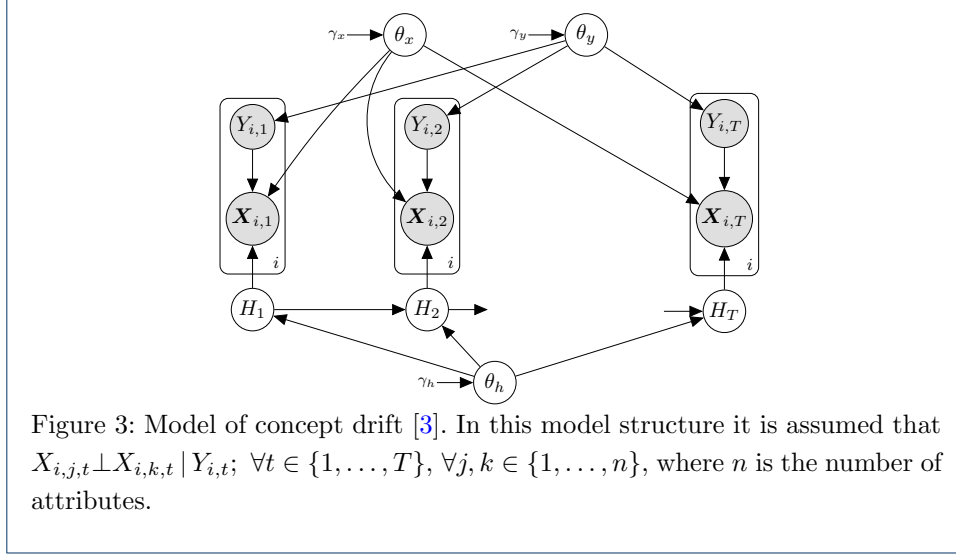 γx θx γy θy
Yi,1 Yi,2 Yi,T
Xi,1 Xi,2 Xi,T
i i i
H1 H2 HT
γh θh
Figure 3: Model of concept drift [3]. In this model structure it is assumed that
Xi,j,t⊥Xi,k,t | Yi,t; ∀t ∈ {1, . . . , T}, ∀j, k ∈ {1, . . . , n}, where n is the number of
attributes.